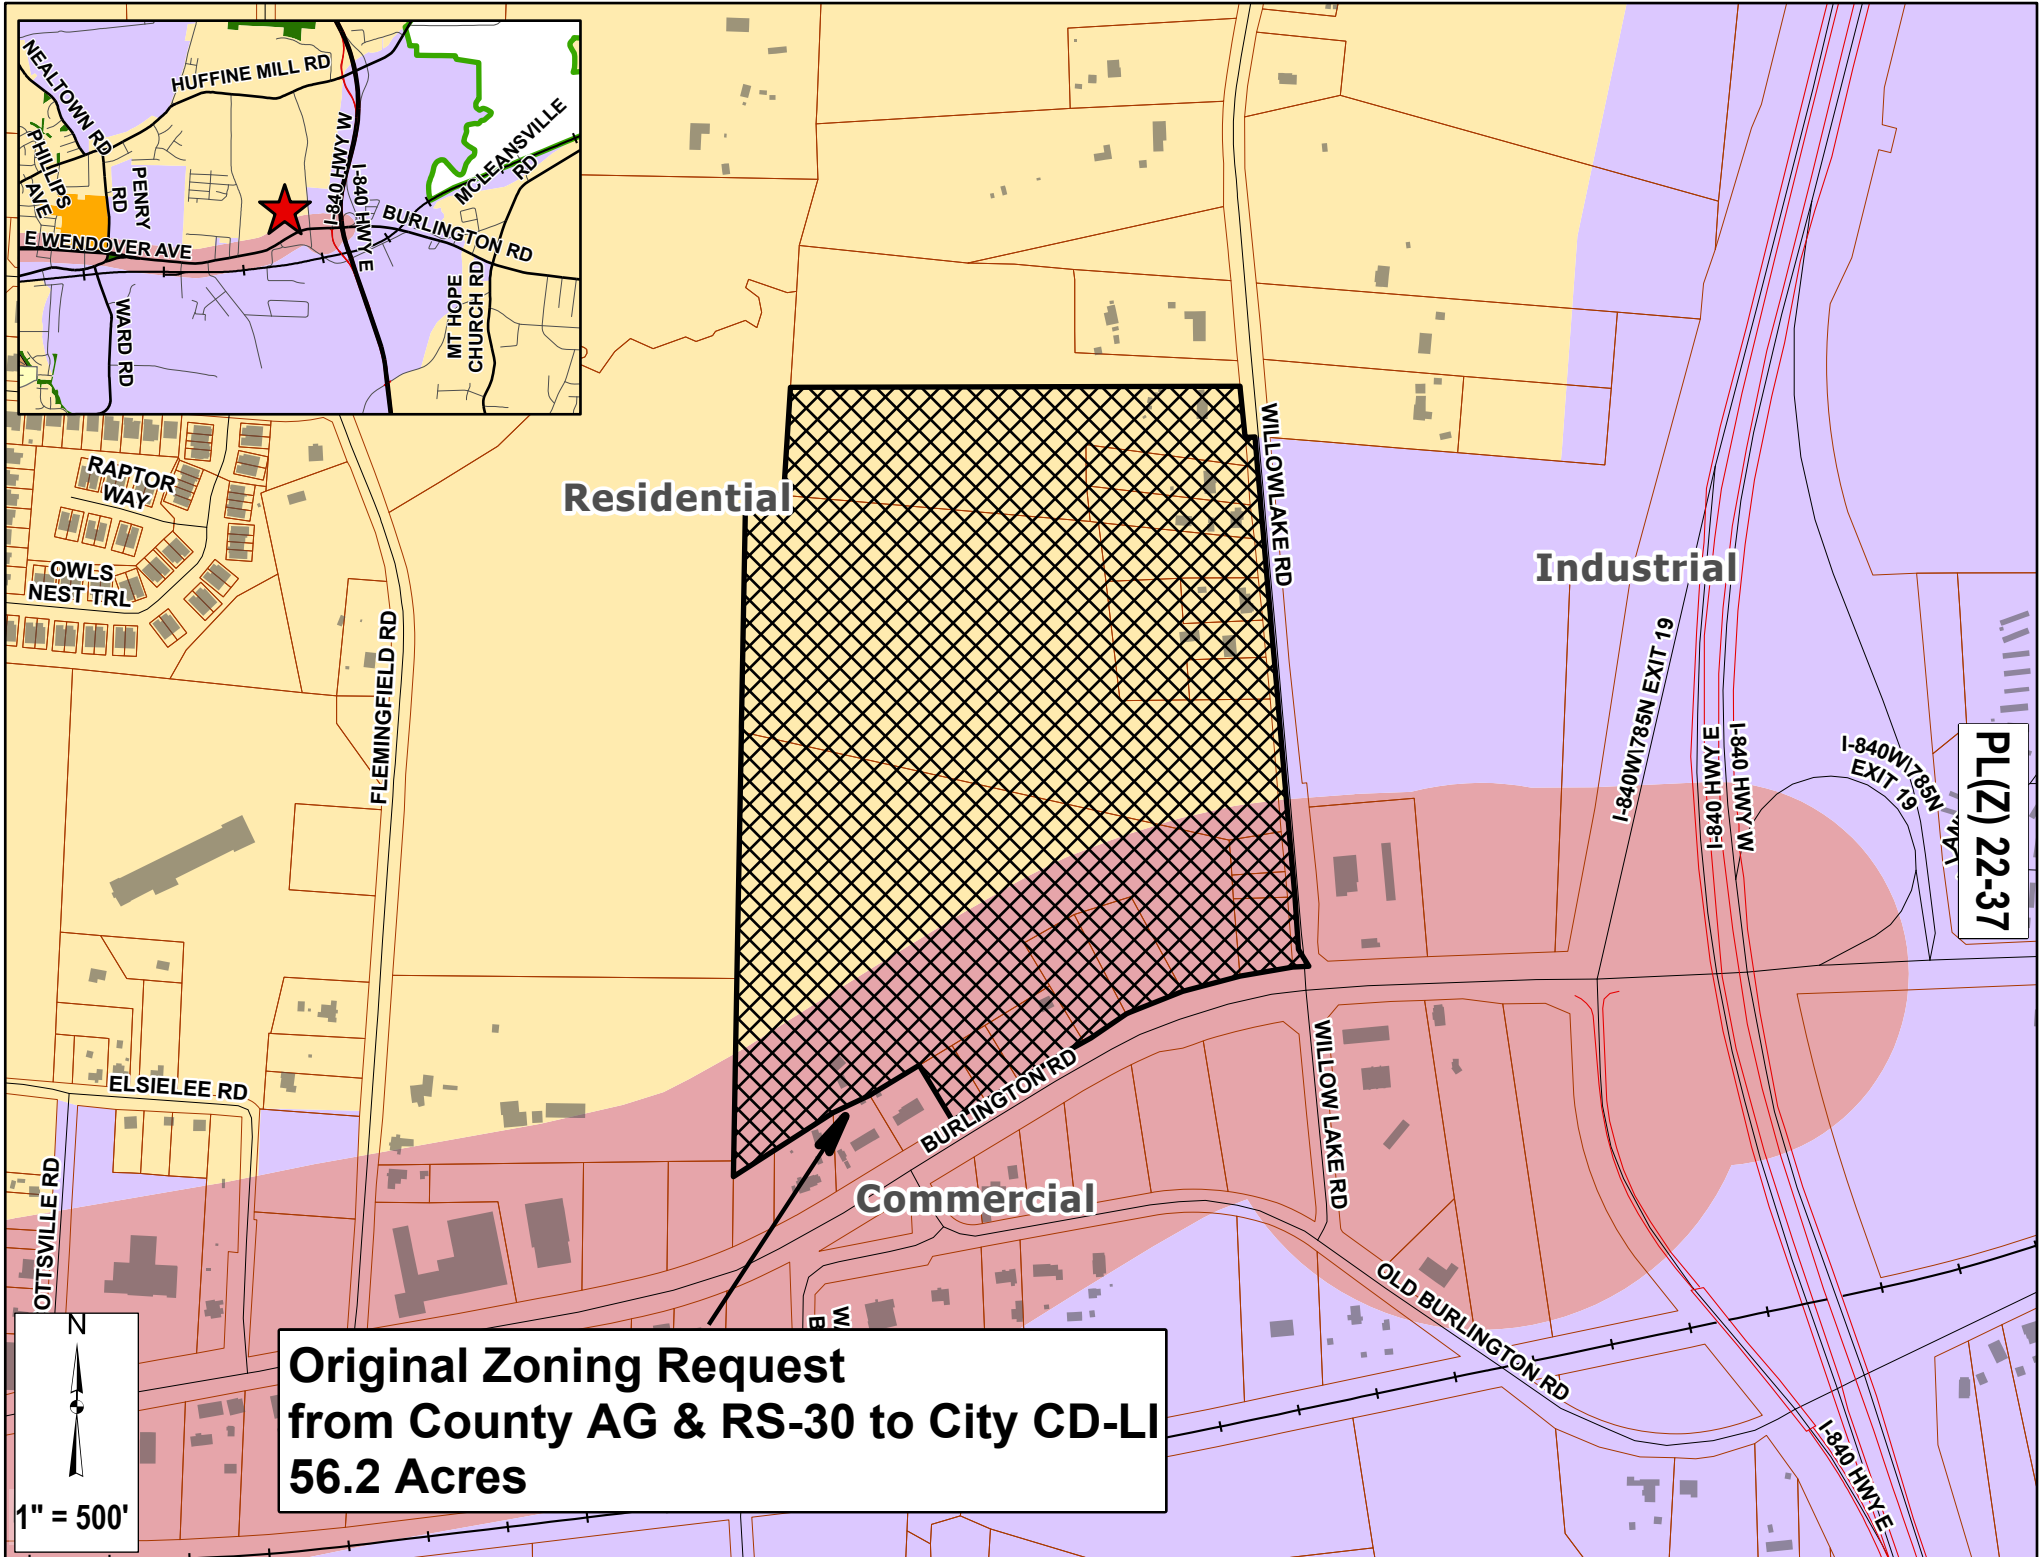 NEALTOWN RD
HUFFINE MILL RD
PHILLIPS
AVE
PENRY
RD
I-840 HWY W
I-840 HWY E
MCLEANSVILLE
RD
BURLINGTON RD
E WENDOVER AVE
WARD RD
MT HOPE
CHURCH RD
RAPTOR
WAY
OWLS
NEST TRL
FLEMINGFIELD RD
Residential
WILLOWLAKE RD
Industrial
I-840W\785N EXIT 19
I-840 HWY E
I-840 HWY W
I-840W\785N
EXIT 19
PL(Z) 22-37
ELSIELEE RD
OTTSVILLE RD
BURLINGTON RD
Commercial
WILLOW LAKE RD
OLD BURLINGTON RD
I-840 HWY E
N
1" = 500'
Original Zoning Request
from County AG & RS-30 to City CD-LI
56.2 Acres